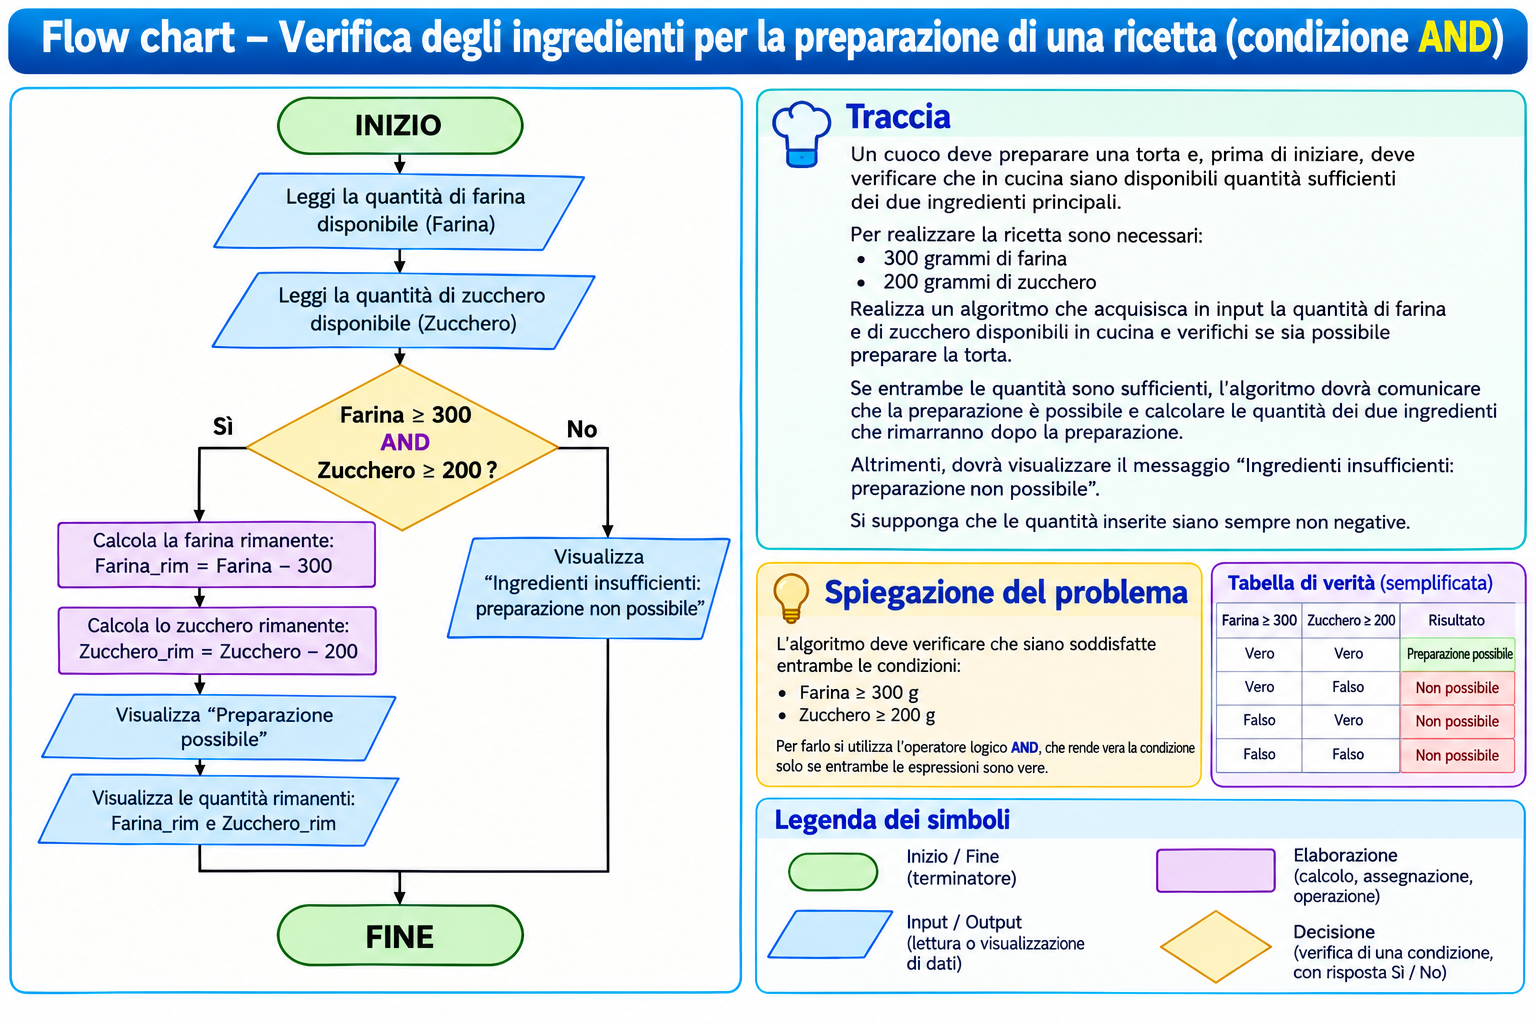 Flow chart – Verifica degli ingredienti per la preparazione di una ricetta (condizione AND)
INIZIO
Leggi la quantità di farina
disponibile (Farina)
Leggi la quantità di zucchero
disponibile (Zucchero)
Farina ≥ 300
AND
Zucchero ≥ 200 ?
Sì
No
Calcola la farina rimanente:
Farina_rim = Farina – 300
Calcola lo zucchero rimanente:
Zucchero_rim = Zucchero – 200
Visualizza “Preparazione
possibile”
Visualizza le quantità rimanenti:
Farina_rim e Zucchero_rim
Visualizza
“Ingredienti insufficienti:
preparazione non possibile”
FINE
Traccia
Un cuoco deve preparare una torta e, prima di iniziare, deve
verificare che in cucina siano disponibili quantità sufficienti
dei due ingredienti principali.
Per realizzare la ricetta sono necessari:
• 300 grammi di farina
• 200 grammi di zucchero
Realizza un algoritmo che acquisisca in input la quantità di farina
e di zucchero disponibili in cucina e verifichi se sia possibile
preparare la torta.
Se entrambe le quantità sono sufficienti, l’algoritmo dovrà comunicare
che la preparazione è possibile e calcolare le quantità dei due ingredienti
che rimarranno dopo la preparazione.
Altrimenti, dovrà visualizzare il messaggio “Ingredienti insufficienti:
preparazione non possibile”.
Si supponga che le quantità inserite siano sempre non negative.
Spiegazione del problema
L’algoritmo deve verificare che siano soddisfatte
entrambe le condizioni:
• Farina ≥ 300 g
• Zucchero ≥ 200 g
Per farlo si utilizza l’operatore logico AND, che rende vera la condizione
solo se entrambe le espressioni sono vere.
Tabella di verità (semplificata)
Farina ≥ 300 Zucchero ≥ 200 Risultato
Vero Vero Preparazione possibile
Vero Falso Non possibile
Falso Vero Non possibile
Falso Falso Non possibile
Legenda dei simboli
Inizio / Fine
(terminatore)
Input / Output
(lettura o visualizzazione
di dati)
Elaborazione
(calcolo, assegnazione,
operazione)
Decisione
(verifica di una condizione,
con risposta Sì / No)